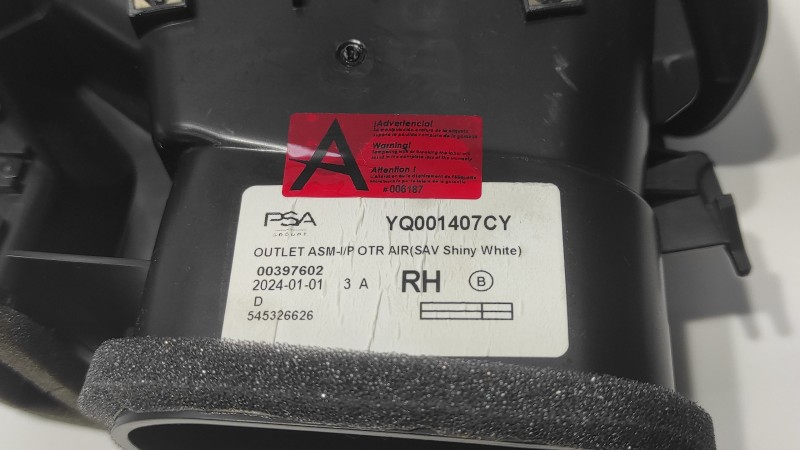 A
¡Advertencia!
Warning!
Attention !
# 006187
PSA
GROUPE
YQ001407CY
OUTLET ASM-I/P OTR AIR(SAV Shiny White)
00397602
2024-01-01 3 A RH B
D
545326626